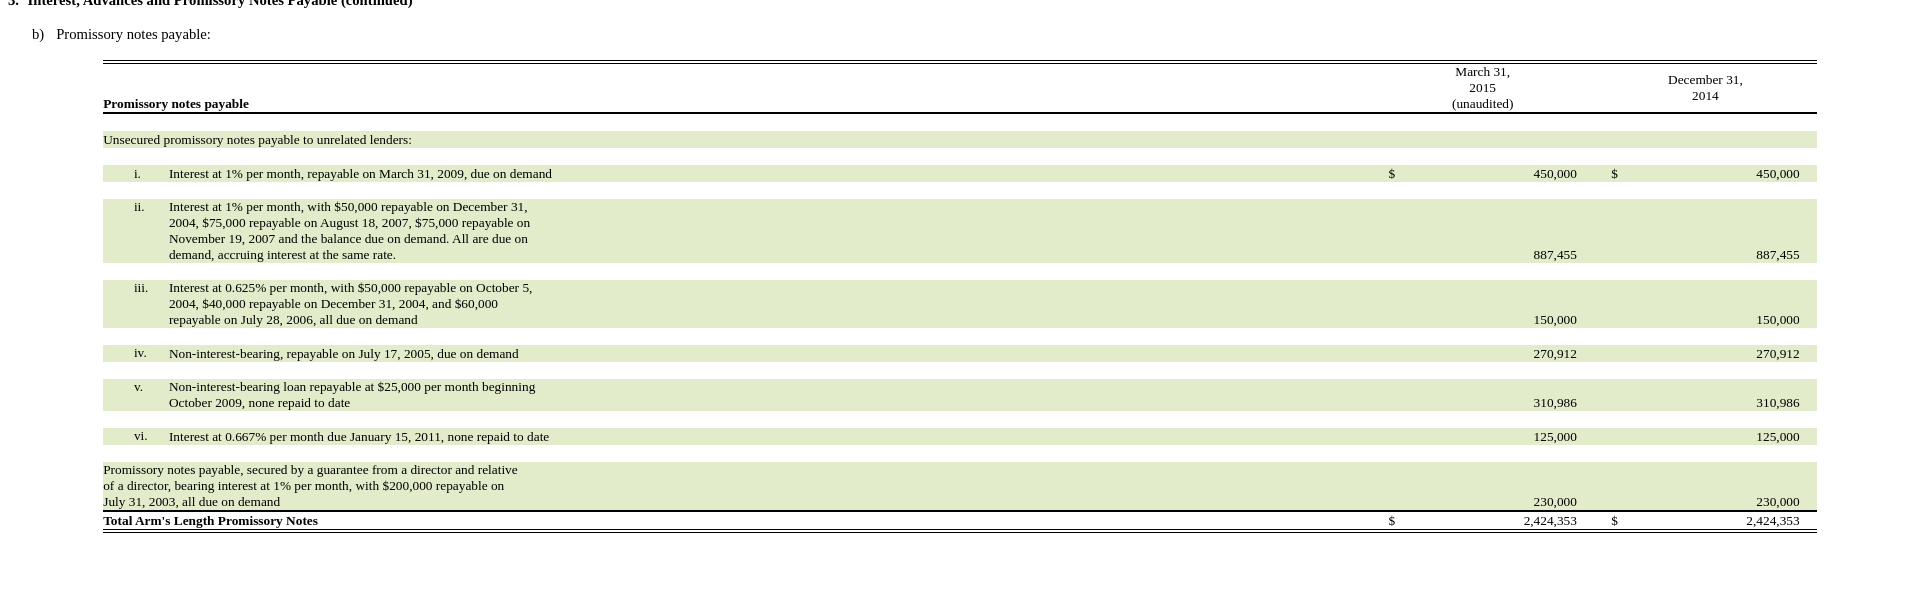 3. Interest, Advances and Promissory Notes Payable (continued)
b) Promissory notes payable:
Promissory notes payable
March 31,
2015
(unaudited)
December 31,
2014
Unsecured promissory notes payable to unrelated lenders:
i. Interest at 1% per month, repayable on March 31, 2009, due on demand $ 450,000 $ 450,000
ii. Interest at 1% per month, with $50,000 repayable on December 31,
2004, $75,000 repayable on August 18, 2007, $75,000 repayable on
November 19, 2007 and the balance due on demand. All are due on
demand, accruing interest at the same rate. 887,455 887,455
iii. Interest at 0.625% per month, with $50,000 repayable on October 5,
2004, $40,000 repayable on December 31, 2004, and $60,000
repayable on July 28, 2006, all due on demand 150,000 150,000
iv. Non-interest-bearing, repayable on July 17, 2005, due on demand 270,912 270,912
v. Non-interest-bearing loan repayable at $25,000 per month beginning
October 2009, none repaid to date 310,986 310,986
vi. Interest at 0.667% per month due January 15, 2011, none repaid to date 125,000 125,000
Promissory notes payable, secured by a guarantee from a director and relative
of a director, bearing interest at 1% per month, with $200,000 repayable on
July 31, 2003, all due on demand 230,000 230,000
Total Arm's Length Promissory Notes $ 2,424,353 $ 2,424,353